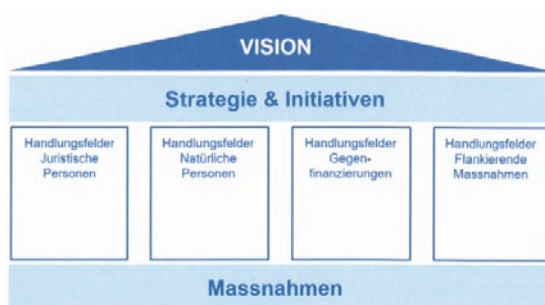 VISION
Strategie & Initiativen
Handlungsfelder
Juristische
Personen
Handlungsfelder
Natürliche
Personen
Handlungsfelder
Gegen-
finanzierungen
Handlungsfelder
Flankierende
Massnahmen
Massnahmen